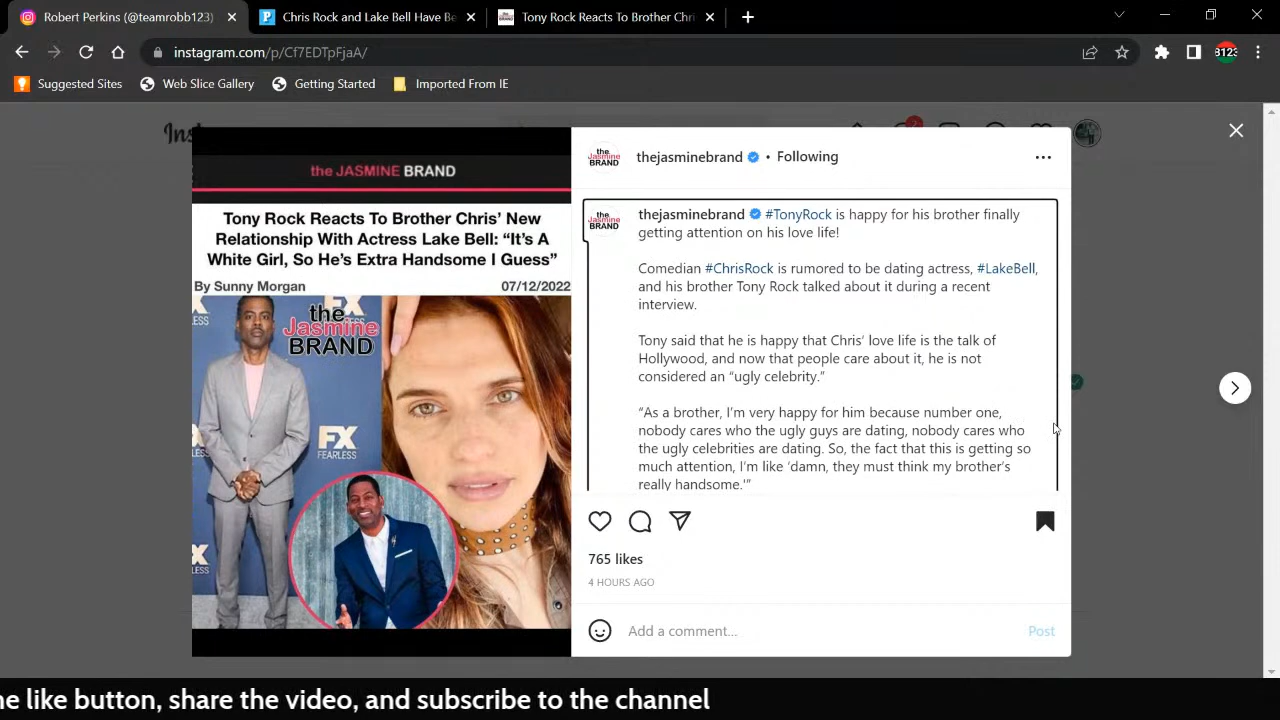 Robert Perkins (@teamrobb123)
Chris Rock and Lake Bell Have Be
Tony Rock Reacts To Brother Chri
instagram.com/p/Cf7EDTpFjaA/
B123
Suggested Sites
Web Slice Gallery
Getting Started
Imported From IE
the JASMINE BRAND
Tony Rock Reacts To Brother Chris' New
Relationship With Actress Lake Bell: “It’s A
White Girl, So He’s Extra Handsome I Guess”
By Sunny Morgan
07/12/2022
the
Jasmine
BRAND
FX
FEARLESS
the
Jasmine
BRAND
thejasminebrand • Following
the
Jasmine
BRAND
thejasminebrand #TonyRock is happy for his brother finally
getting attention on his love life!
Comedian #ChrisRock is rumored to be dating actress, #LakeBell,
and his brother Tony Rock talked about it during a recent
interview.
Tony said that he is happy that Chris’ love life is the talk of
Hollywood, and now that people care about it, he is not
considered an “ugly celebrity.”
“As a brother, I’m very happy for him because number one,
nobody cares who the ugly guys are dating, nobody cares who
the ugly celebrities are dating. So, the fact that this is getting so
much attention, I’m like ‘damn, they must think my brother’s
really handsome.’”
765 likes
4 HOURS AGO
Add a comment...
Post
ne like button, share the video, and subscribe to the channel